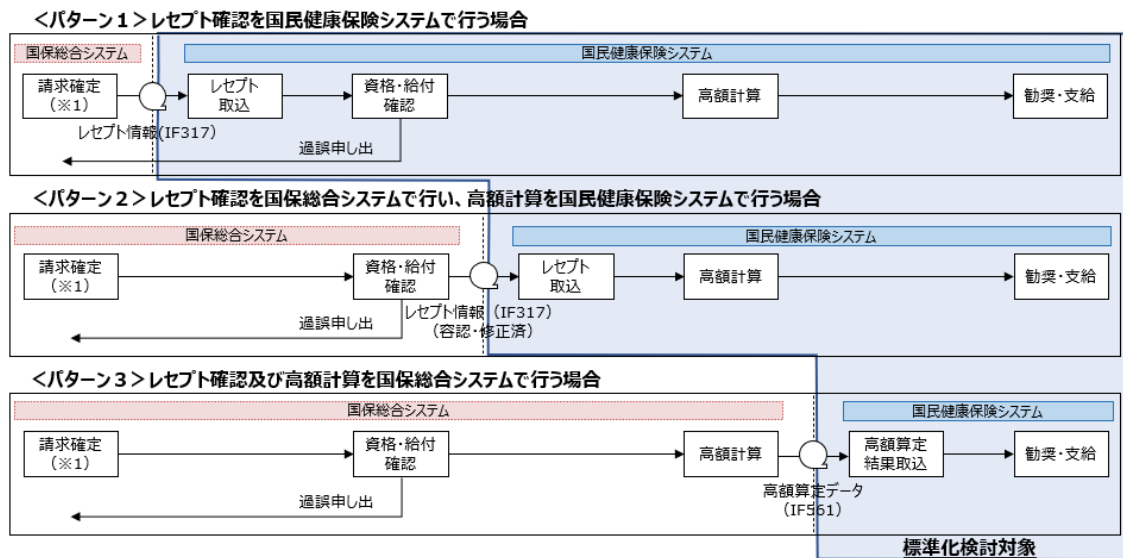 ＜パターン１＞レセプト確認を国民健康保険システムで行う場合
国保総合システム
国民健康保険システム
請求確定
（※1）
レセプト
取込
資格・給付
確認
高額計算
勧奨・支給
レセプト情報(IF317)
過誤申し出
＜パターン２＞レセプト確認を国保総合システムで行い、高額計算を国民健康保険システムで行う場合
国保総合システム
国民健康保険システム
請求確定
（※1）
資格・給付
確認
レセプト
取込
高額計算
勧奨・支給
レセプト情報（IF317）
（容認・修正済）
過誤申し出
＜パターン３＞レセプト確認及び高額計算を国保総合システムで行う場合
国保総合システム
国民健康保険システム
請求確定
（※1）
資格・給付
確認
高額計算
高額算定
結果取込
勧奨・支給
高額算定データ
（IF561）
過誤申し出
標準化検討対象